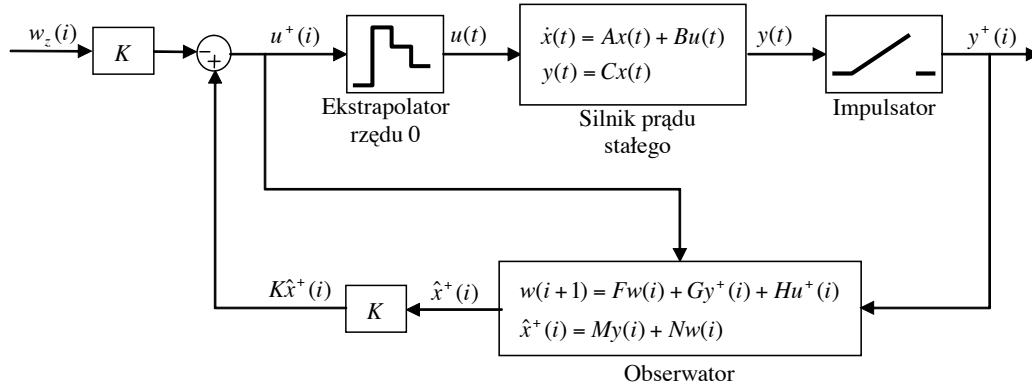 w_z(i)
K
−
+
u⁺(i)
Ekstrapolator
rzędu 0
u(t)
ẋ(t) = Ax(t) + Bu(t)
y(t) = Cx(t)
Silnik prądu
stałego
y(t)
Impulsator
y⁺(i)
Kx̂⁺(i)
K
x̂⁺(i)
w(i+1) = Fw(i) + Gy⁺(i) + Hu⁺(i)
x̂⁺(i) = My(i) + Nw(i)
Obserwator